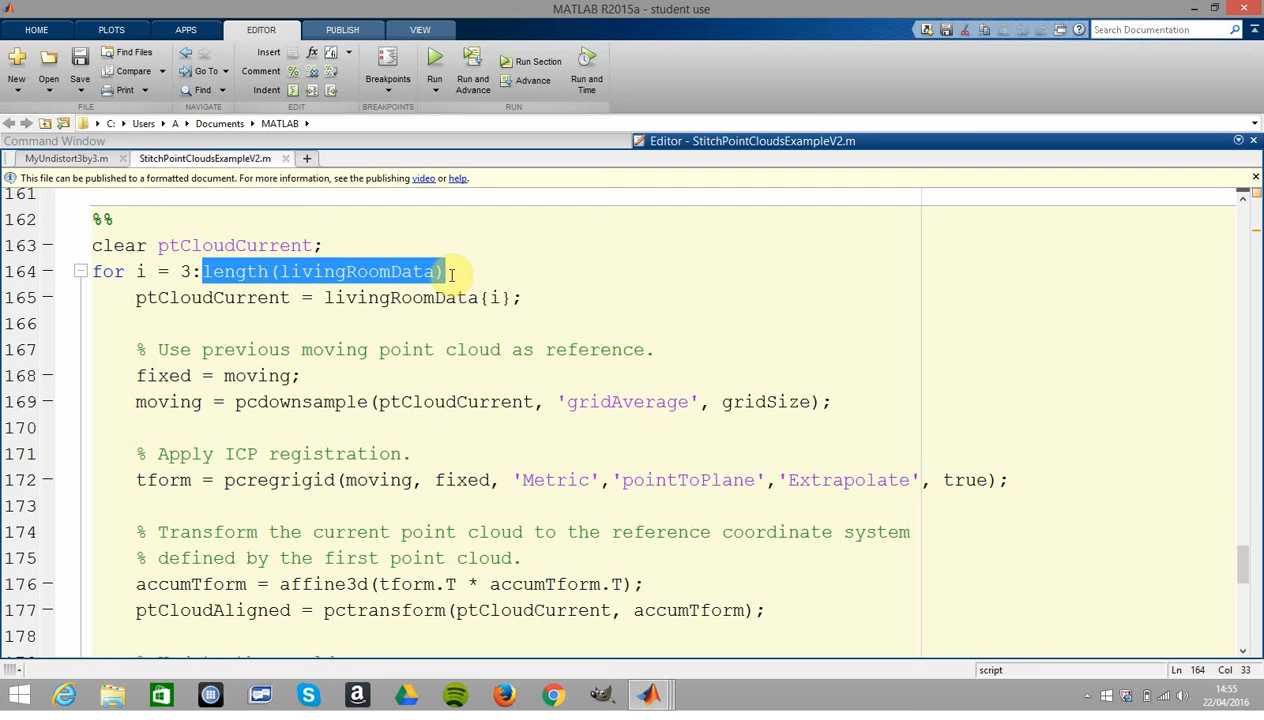 MATLAB R2015a - student use
HOME PLOTS APPS EDITOR PUBLISH VIEW Search Documentation
New Open Save Find Files Compare Print Go To Find Insert fx Comment Indent Breakpoints Run Run and Advance Run Section Advance Run and Time
FILE NAVIGATE EDIT BREAKPOINTS RUN
C: Users A Documents MATLAB
Command Window Editor - StitchPointCloudsExampleV2.m
MyUndistort3by3.m StitchPointCloudsExampleV2.m
This file can be published to a formatted document. For more information, see the publishing video or help.
161
162 %%
163 clear ptCloudCurrent;
164 for i = 3:length(livingRoomData)
165 ptCloudCurrent = livingRoomData{i};
166
167 % Use previous moving point cloud as reference.
168 fixed = moving;
169 moving = pcdownsample(ptCloudCurrent, 'gridAverage', gridSize);
170
171 % Apply ICP registration.
172 tform = pcregrigid(moving, fixed, 'Metric','pointToPlane','Extrapolate', true);
173
174 % Transform the current point cloud to the reference coordinate system
175 % defined by the first point cloud.
176 accumTform = affine3d(tform.T * accumTform.T);
177 ptCloudAligned = pctransform(ptCloudCurrent, accumTform);
178
script Ln 164 Col 33
14:55
22/04/2016